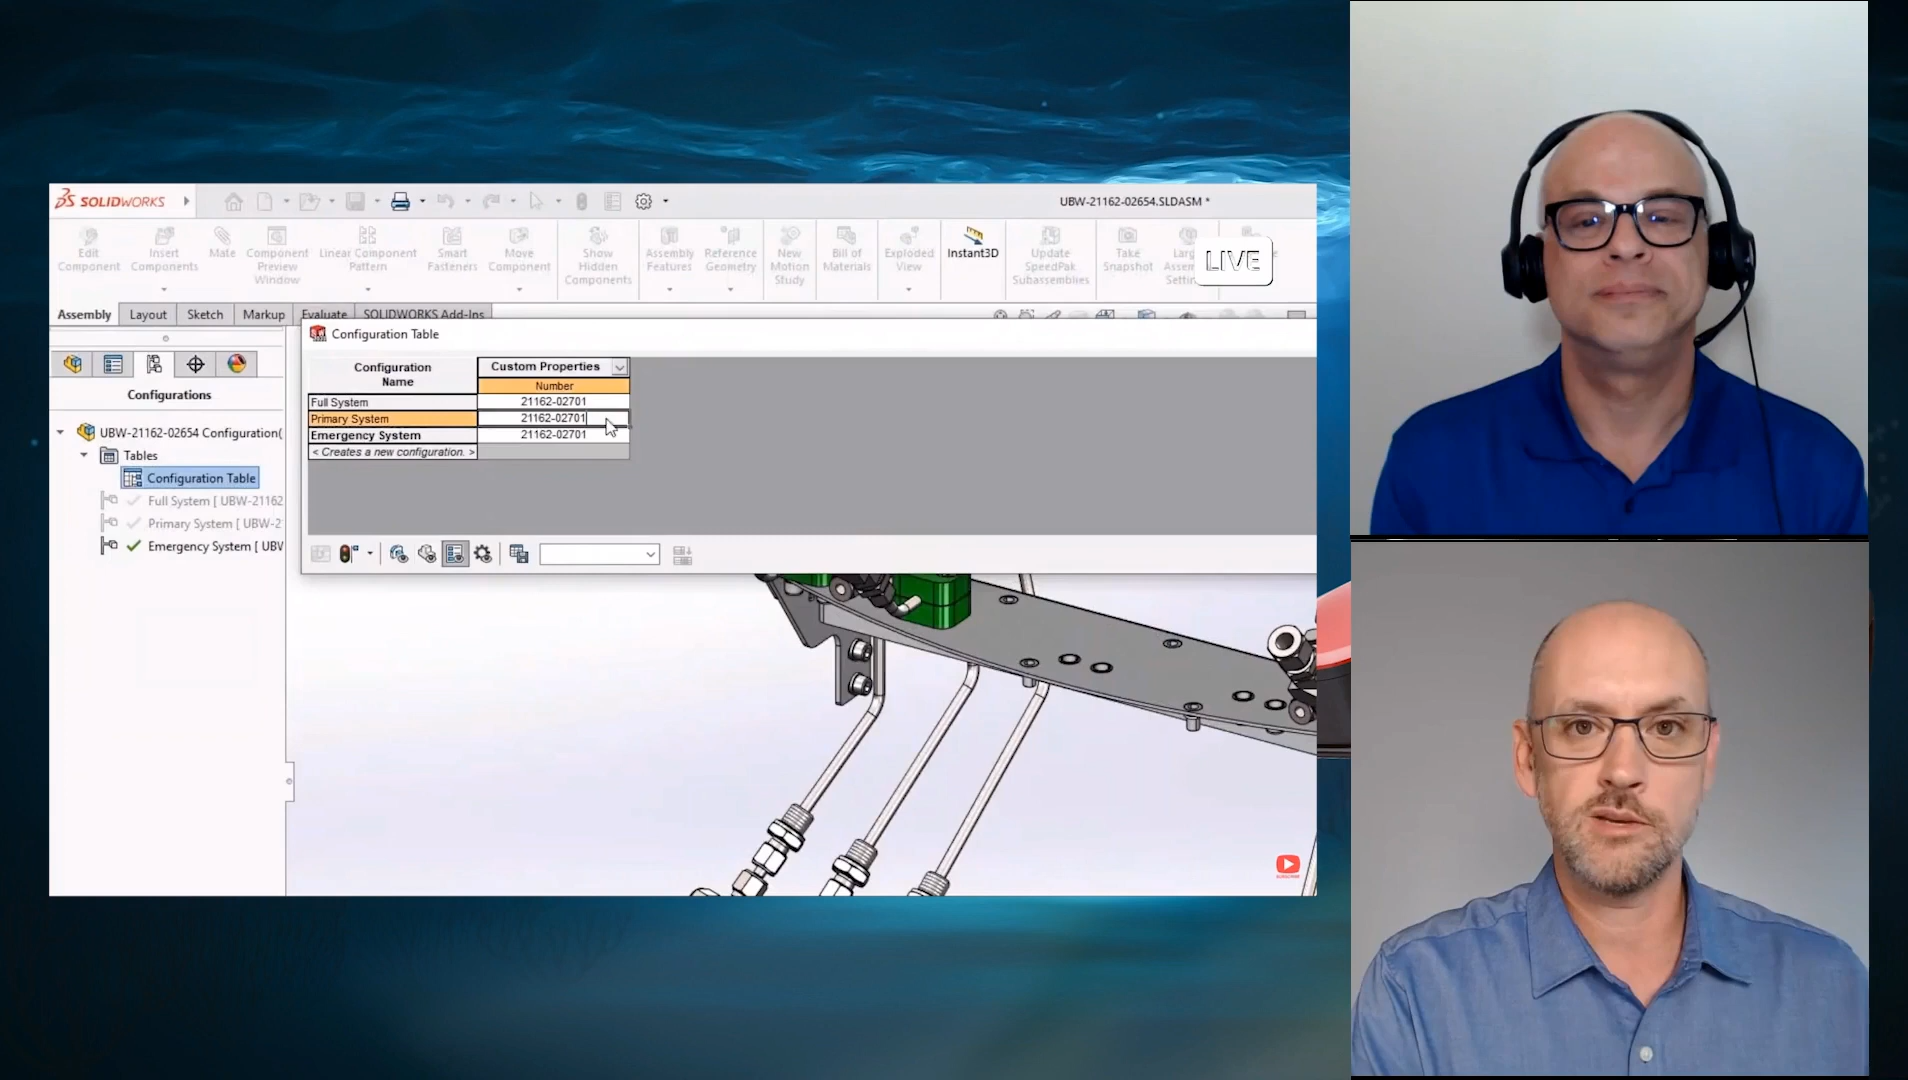 SOLIDWORKS
UBW-21162-02654.SLDASM *
Edit Component
Insert Components
Mate
Component Preview Window
Linear Component Pattern
Smart Fasteners
Move Component
Show Hidden Components
Assembly Features
Reference Geometry
New Motion Study
Bill of Materials
Exploded View
Instant3D
Update SpeedPak Subassemblies
Take Snapshot
LIVE
Assembly
Layout
Sketch
Markup
Evaluate
SOLIDWORKS Add-Ins
Configuration Table
Configuration Name
Custom Properties
Number
Full System 21162-02701
Primary System 21162-02701
Emergency System 21162-02701
< Creates a new configuration. >
Configurations
UBW-21162-02654 Configuration(
Tables
Configuration Table
Full System [ UBW-21162
Primary System [ UBW-2
Emergency System [ UBV
SUBSCRIBE